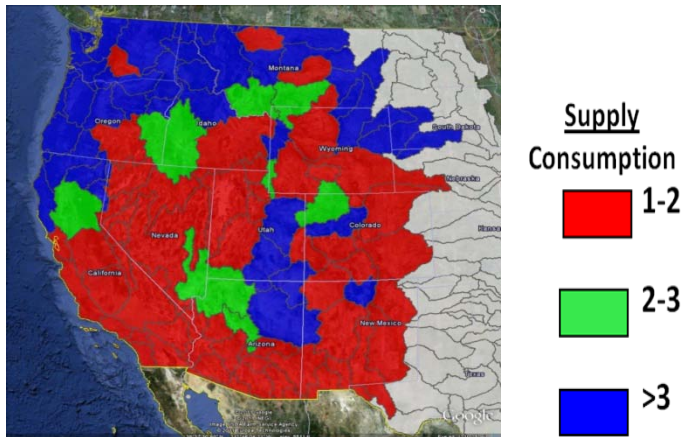 Montana
Oregon
Idaho
South Dakota
Wyoming
Nebraska
Nevada
Utah
Colorado
Kansa
California
Arizona
New Mexico
Texas
Google
Supply
Consumption
1-2
2-3
>3